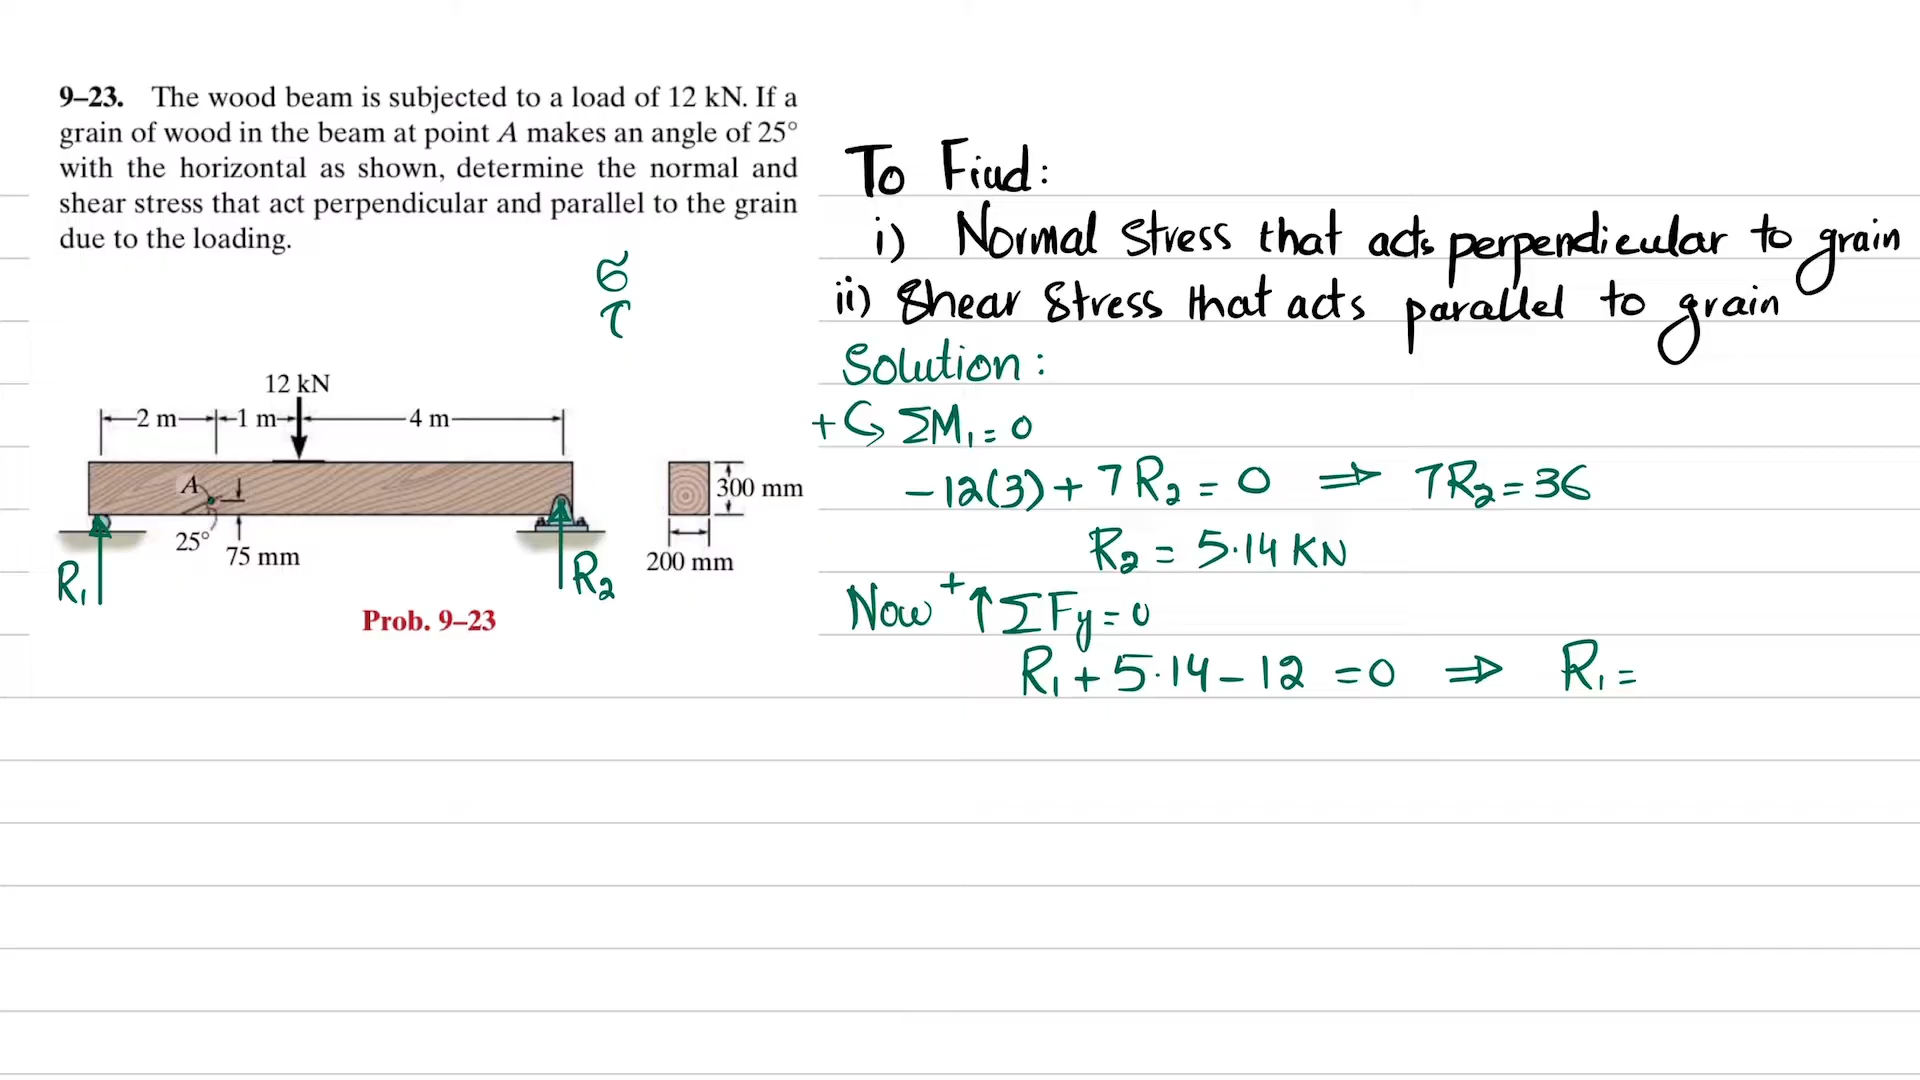 9–23. The wood beam is subjected to a load of 12 kN. If a
grain of wood in the beam at point A makes an angle of 25°
with the horizontal as shown, determine the normal and
shear stress that act perpendicular and parallel to the grain
due to the loading.
σ
τ
12 kN
2 m
1 m
4 m
A
300 mm
25°
75 mm
200 mm
R₁
R₂
Prob. 9–23
To Find:
i) Normal Stress that acts perpendicular to grain
ii) Shear Stress that acts parallel to grain
Solution:
+↺ ΣM₁ = 0
-12(3) + 7R₂ = 0 ⇒ 7R₂ = 36
R₂ = 5.14 KN
Now +↑ΣFy = 0
R₁ + 5.14 - 12 = 0 ⇒ R₁ =